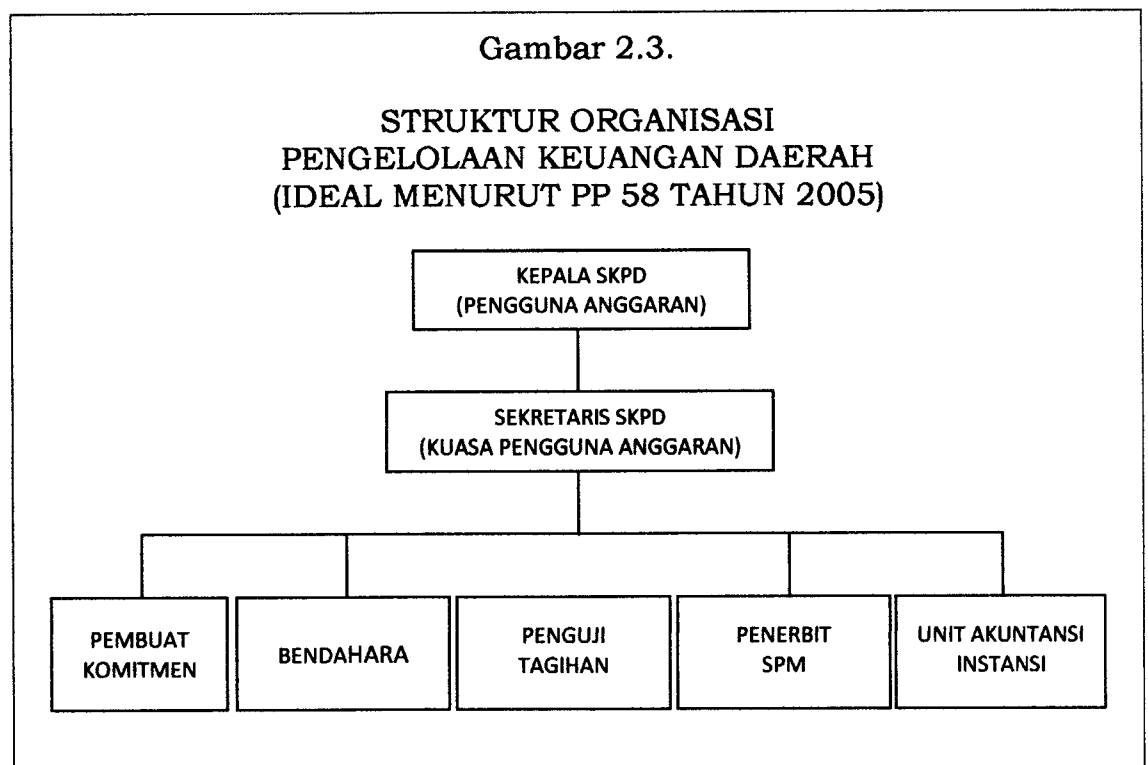 Gambar 2.3.
STRUKTUR ORGANISASI
PENGELOLAAN KEUANGAN DAERAH
(IDEAL MENURUT PP 58 TAHUN 2005)
KEPALA SKPD
(PENGGUNA ANGGARAN)
SEKRETARIS SKPD
(KUASA PENGGUNA ANGGARAN)
PEMBUAT
KOMITMEN
BENDAHARA
PENGUJI
TAGIHAN
PENERBIT
SPM
UNIT AKUNTANSI
INSTANSI